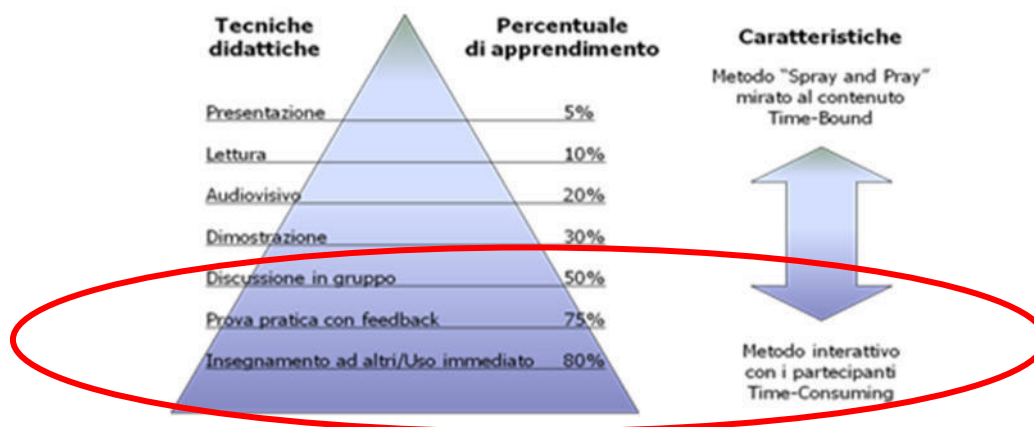 Tecniche
didattiche
Percentuale
di apprendimento
Caratteristiche
Metodo "Spray and Pray"
mirato al contenuto
Time-Bound
Presentazione 5%
Lettura 10%
Audiovisivo 20%
Dimostrazione 30%
Discussione in gruppo 50%
Prova pratica con feedback 75%
Insegnamento ad altri/Uso immediato 80%
Metodo interattivo
con i partecipanti
Time-Consuming